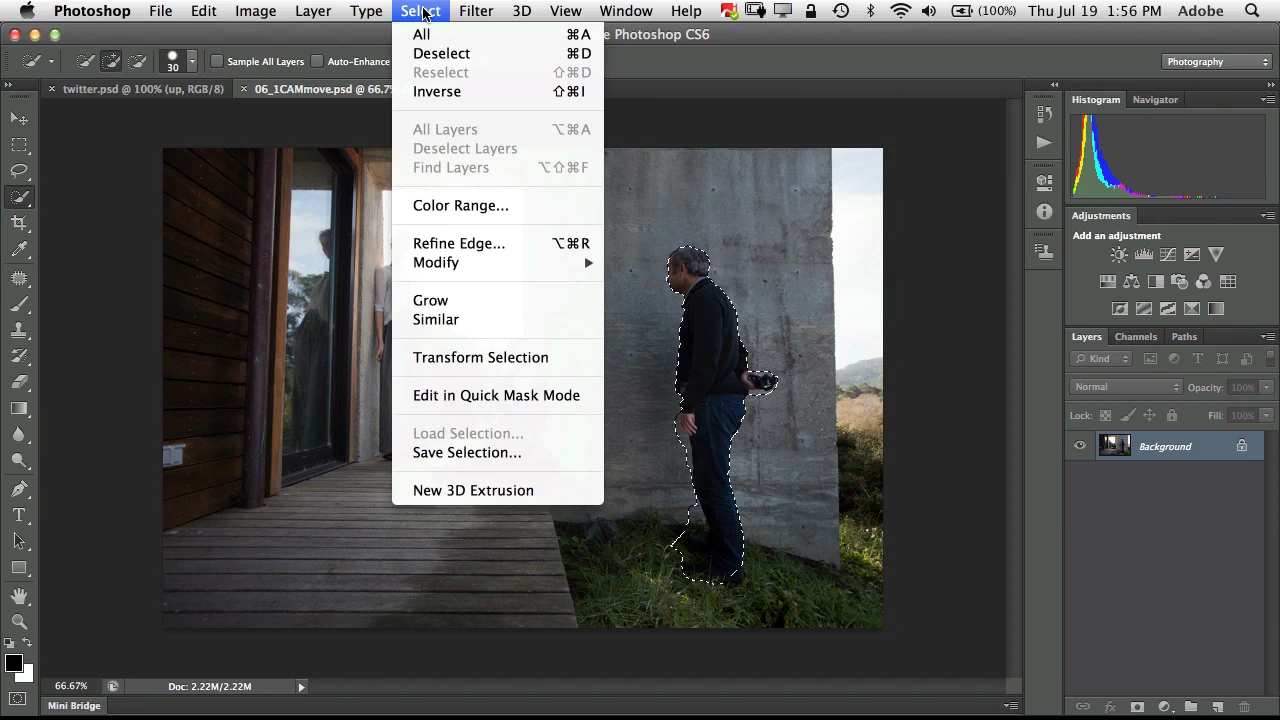 Photoshop File Edit Image Layer Type Select Filter 3D View Window Help (100%) Thu Jul 19 1:56 PM Adobe
e Photoshop CS6
30 Sample All Layers Auto-Enhance Photography
× twitter.psd @ 100% (up, RGB/8) × 06_1CAMmove.psd @ 66.7%
All ⌘A
Deselect ⌘D
Reselect ⇧⌘D
Inverse ⇧⌘I
All Layers ⌥⌘A
Deselect Layers
Find Layers ⌥⇧⌘F
Color Range...
Refine Edge... ⌥⌘R
Modify
Grow
Similar
Transform Selection
Edit in Quick Mask Mode
Load Selection...
Save Selection...
New 3D Extrusion
Histogram Navigator
Adjustments
Add an adjustment
Layers Channels Paths
Kind
Normal Opacity: 100%
Lock: Fill: 100%
Background
66.67% Doc: 2.22M/2.22M
Mini Bridge